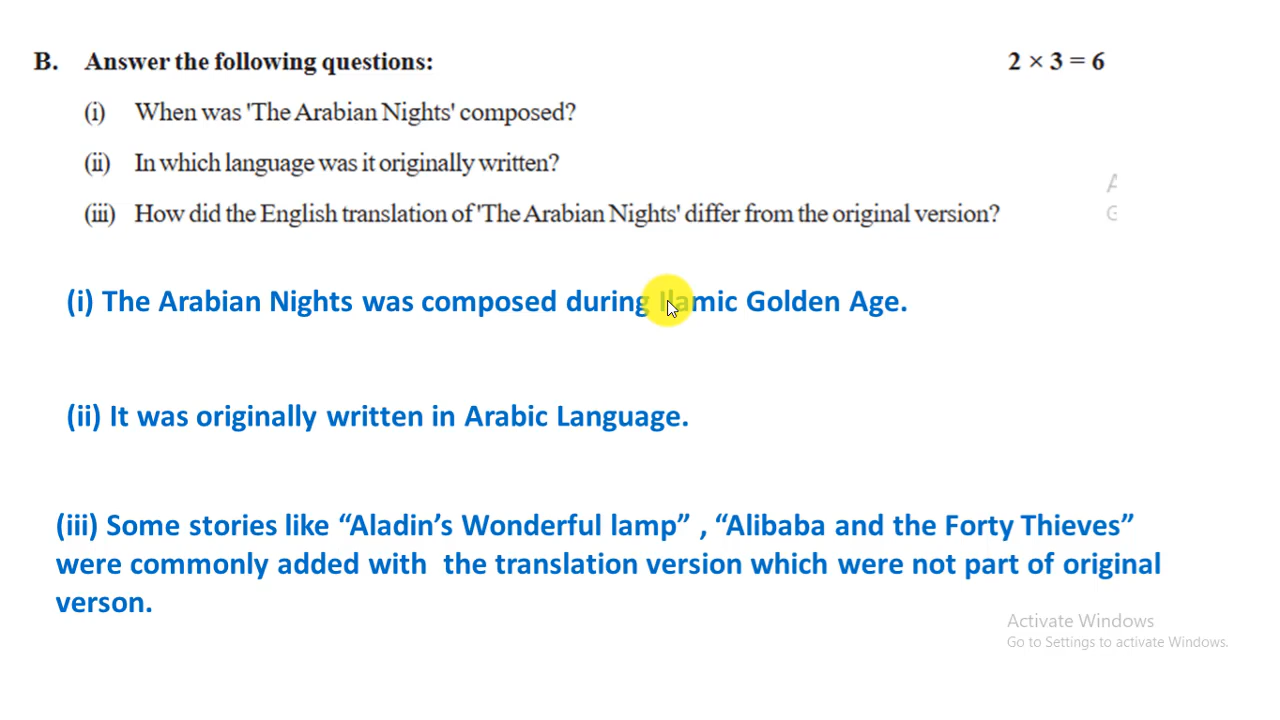 B. Answer the following questions: 2 × 3 = 6
(i) When was 'The Arabian Nights' composed?
(ii) In which language was it originally written?
(iii) How did the English translation of 'The Arabian Nights' differ from the original version?
(i) The Arabian Nights was composed during Ilamic Golden Age.
(ii) It was originally written in Arabic Language.
(iii) Some stories like “Aladin’s Wonderful lamp” , “Alibaba and the Forty Thieves”
were commonly added with the translation version which were not part of original
verson.
Activate Windows
Go to Settings to activate Windows.